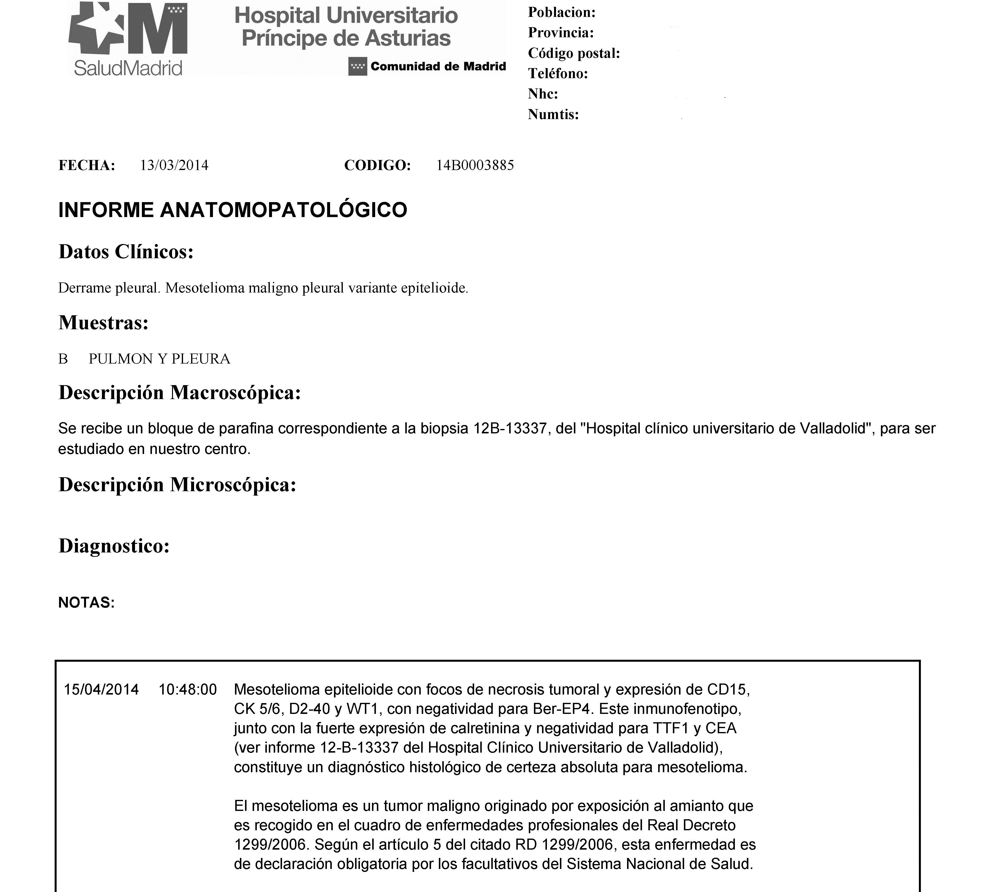 SaludMadrid
Hospital Universitario
Príncipe de Asturias
Comunidad de Madrid
Poblacion:
Provincia:
Código postal:
Teléfono:
Nhc:
Numtis:
FECHA: 13/03/2014 CODIGO: 14B0003885
INFORME ANATOMOPATOLÓGICO
Datos Clínicos:
Derrame pleural. Mesotelioma maligno pleural variante epitelioide.
Muestras:
B PULMON Y PLEURA
Descripción Macroscópica:
Se recibe un bloque de parafina correspondiente a la biopsia 12B-13337, del "Hospital clínico universitario de Valladolid", para ser
estudiado en nuestro centro.
Descripción Microscópica:
Diagnostico:
NOTAS:
15/04/2014 10:48:00 Mesotelioma epitelioide con focos de necrosis tumoral y expresión de CD15,
CK 5/6, D2-40 y WT1, con negatividad para Ber-EP4. Este inmunofenotipo,
junto con la fuerte expresión de calretinina y negatividad para TTF1 y CEA
(ver informe 12-B-13337 del Hospital Clínico Universitario de Valladolid),
constituye un diagnóstico histológico de certeza absoluta para mesotelioma.
El mesotelioma es un tumor maligno originado por exposición al amianto que
es recogido en el cuadro de enfermedades profesionales del Real Decreto
1299/2006. Según el artículo 5 del citado RD 1299/2006, esta enfermedad es
de declaración obligatoria por los facultativos del Sistema Nacional de Salud.